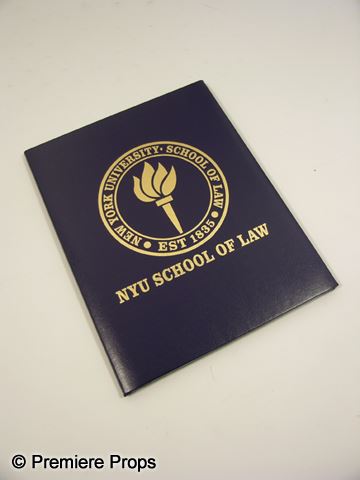 NEW YORK UNIVERSITY · SCHOOL OF LAW
• EST 1835 •
NYU SCHOOL OF LAW
© Premiere Props